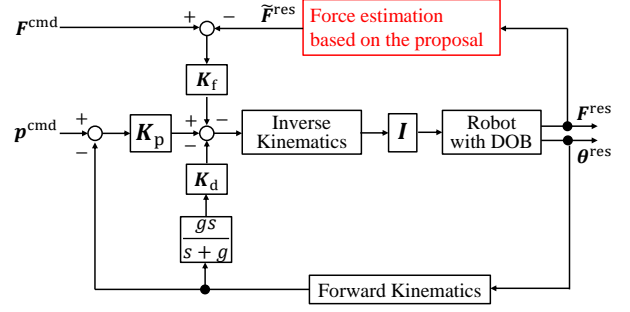 F^cmd
+
−
F̃^res
Force estimation
based on the proposal
K_f
p^cmd
+
−
K_p
+
−
−
Inverse
Kinematics
I
Robot
with DOB
F^res
θ^res
K_d
gs
s + g
Forward Kinematics